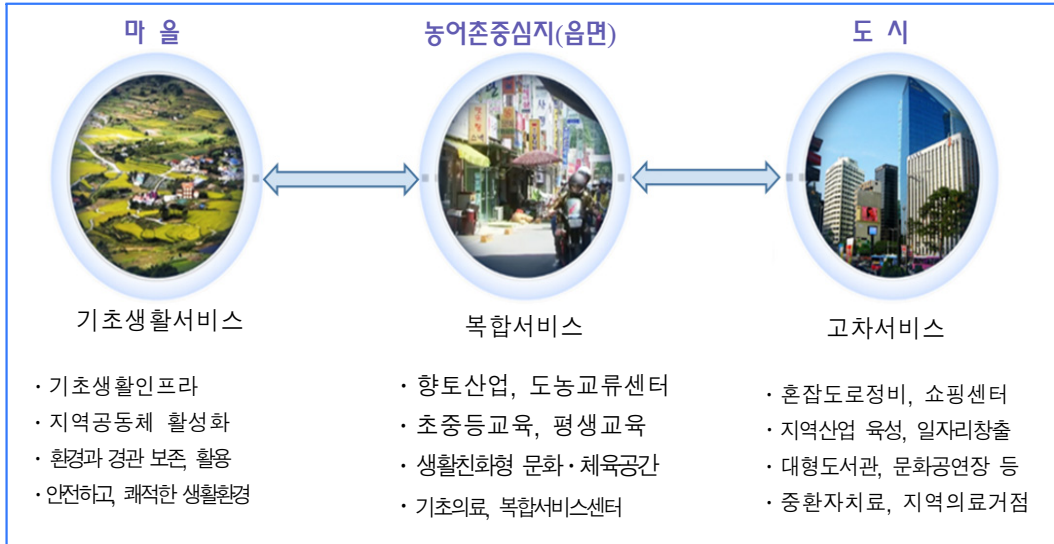 마 을
농어촌중심지(읍면)
도 시
기초생활서비스
복합서비스
고차서비스
· 기초생활인프라
· 지역공동체 활성화
· 환경과 경관 보존, 활용
· 안전하고, 쾌적한 생활환경
· 향토산업, 도농교류센터
· 초중등교육, 평생교육
· 생활친화형 문화·체육공간
· 기초의료, 복합서비스센터
· 혼잡도로정비, 쇼핑센터
· 지역산업 육성, 일자리창출
· 대형도서관, 문화공연장 등
· 중환자치료, 지역의료거점